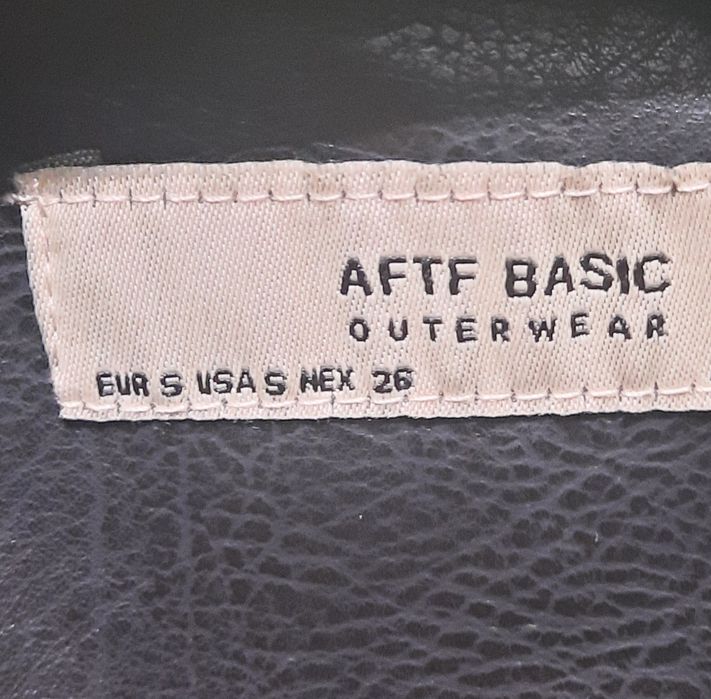 AFTF BASIC
OUTERWEAR
EUR S USA S MEX 26